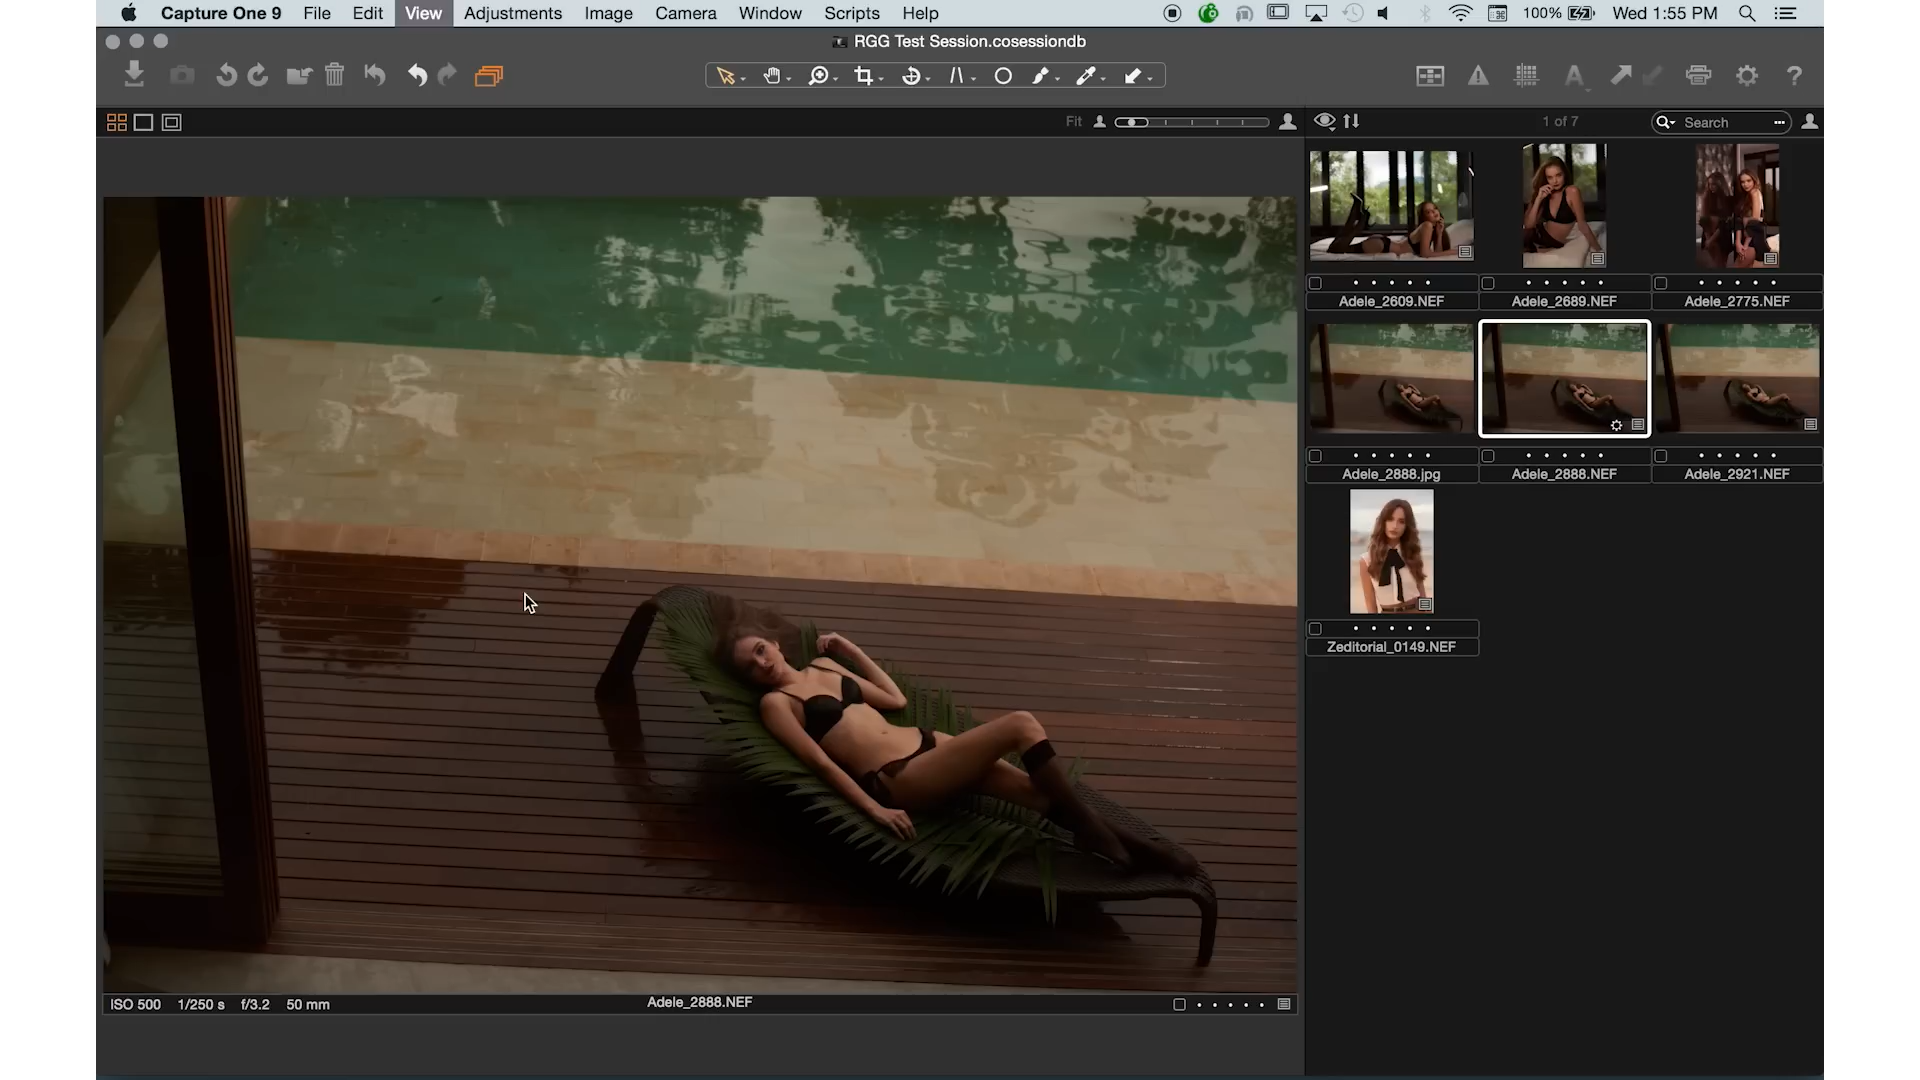 Capture One 9 File Edit View Adjustments Image Camera Window Scripts Help 100% Wed 1:55 PM
RGG Test Session.cosessiondb
A ?
Fit 1 of 7 Search
Adele_2609.NEF Adele_2689.NEF Adele_2775.NEF
Adele_2888.jpg Adele_2888.NEF Adele_2921.NEF
Zeditorial_0149.NEF
ISO 500 1/250 s f/3.2 50 mm Adele_2888.NEF